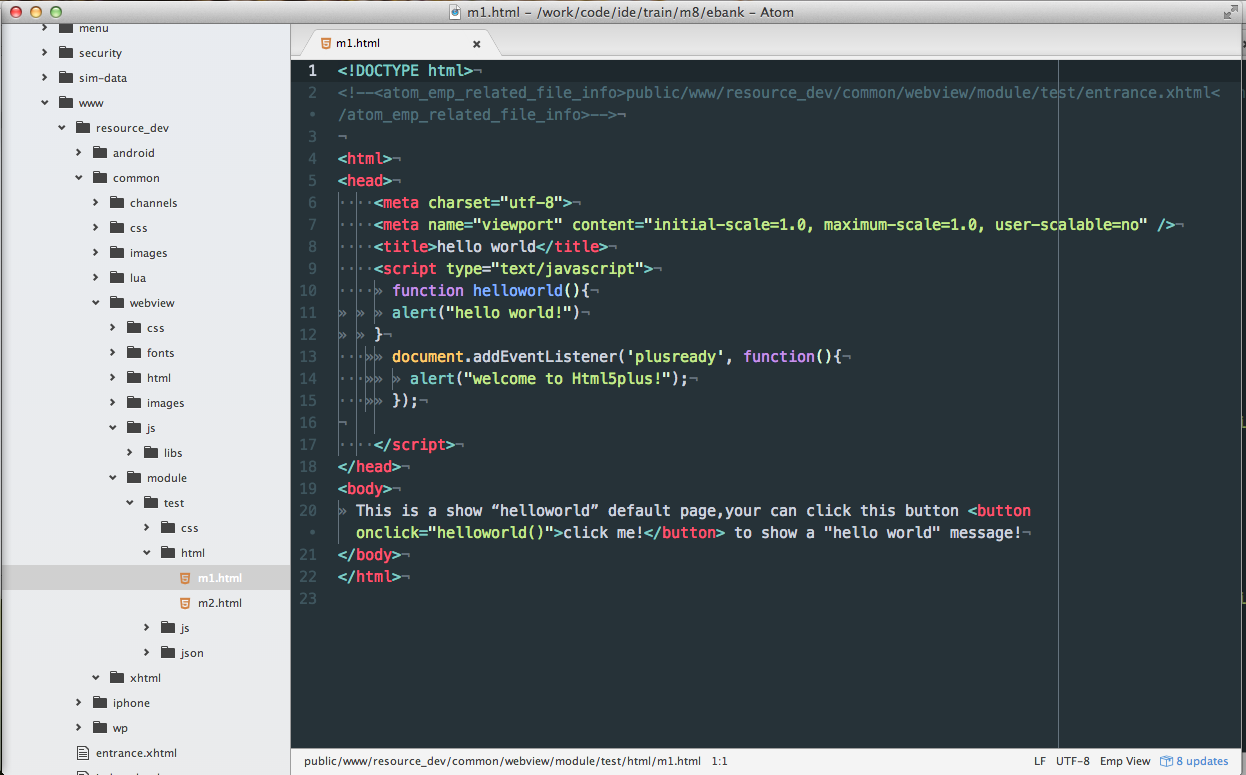 m1.html - /work/code/ide/train/m8/ebank - Atom
menu
security
sim-data
www
resource_dev
android
common
channels
css
images
lua
webview
css
fonts
html
images
js
libs
module
test
css
html
m1.html
m2.html
js
json
xhtml
iphone
wp
entrance.xhtml
m1.html
1 <!DOCTYPE html>¬
2 <!--<atom_emp_related_file_info>public/www/resource_dev/common/webview/module/test/entrance.xhtml<
• /atom_emp_related_file_info>-->¬
3 ¬
4 <html>¬
5 <head>¬
6 ····<meta charset="utf-8">¬
7 ····<meta name="viewport" content="initial-scale=1.0, maximum-scale=1.0, user-scalable=no" />¬
8 ····<title>hello world</title>¬
9 ····<script type="text/javascript">¬
10 ····» function helloworld(){¬
11 » » » alert("hello world!")¬
12 » » }¬
13 ···»» document.addEventListener('plusready', function(){¬
14 ···»» » alert("welcome to Html5plus!");¬
15 ···»» });¬
16 ¬
17 ····</script>¬
18 </head>¬
19 <body>¬
20 » This is a show “helloworld” default page,your can click this button <button
• onclick="helloworld()">click me!</button> to show a "hello world" message!¬
21 </body>¬
22 </html>¬
23
public/www/resource_dev/common/webview/module/test/html/m1.html 1:1
LF UTF-8 Emp View 8 updates